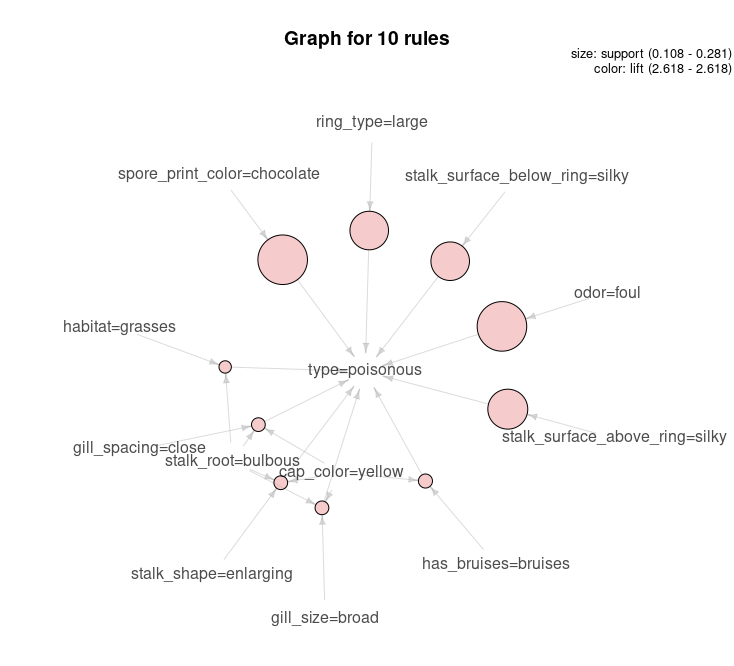 Graph for 10 rules
size: support (0.108 - 0.281)
color: lift (2.618 - 2.618)
ring_type=large
spore_print_color=chocolate
stalk_surface_below_ring=silky
odor=foul
habitat=grasses
type=poisonous
stalk_surface_above_ring=silky
gill_spacing=close
stalk_root=bulbous
cap_color=yellow
has_bruises=bruises
stalk_shape=enlarging
gill_size=broad